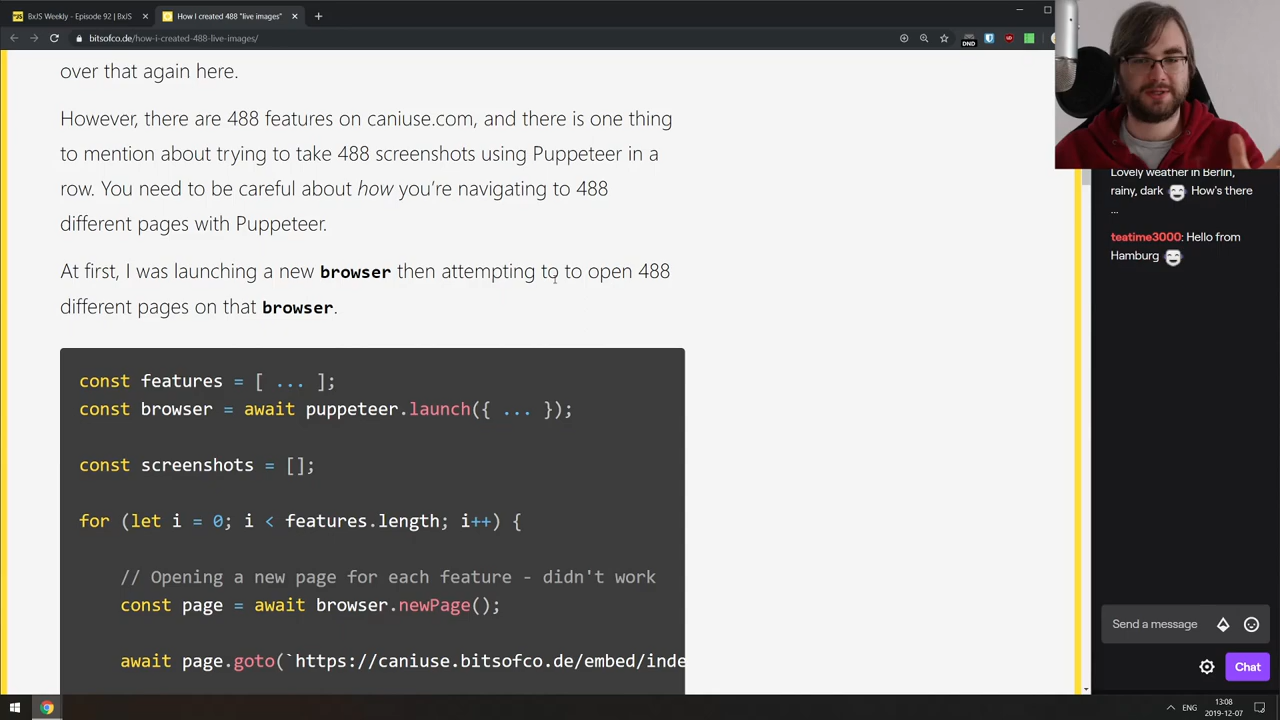 BxJS Weekly - Episode 92 | BxJS
How I created 488 "live images"
bitsofco.de/how-i-created-488-live-images/
DND
over that again here.
However, there are 488 features on caniuse.com, and there is one thing
to mention about trying to take 488 screenshots using Puppeteer in a
row. You need to be careful about how you’re navigating to 488
different pages with Puppeteer.
At first, I was launching a new browser then attempting to to open 488
different pages on that browser.
const features = [ ... ];
const browser = await puppeteer.launch({ ... });
const screenshots = [];
for (let i = 0; i < features.length; i++) {
// Opening a new page for each feature - didn't work
const page = await browser.newPage();
await page.goto(`https://caniuse.bitsofco.de/embed/inde
Lovely weather in Berlin,
rainy, dark How's there
...
teatime3000: Hello from
Hamburg
Send a message
Chat
ENG
13:08
2019-12-07